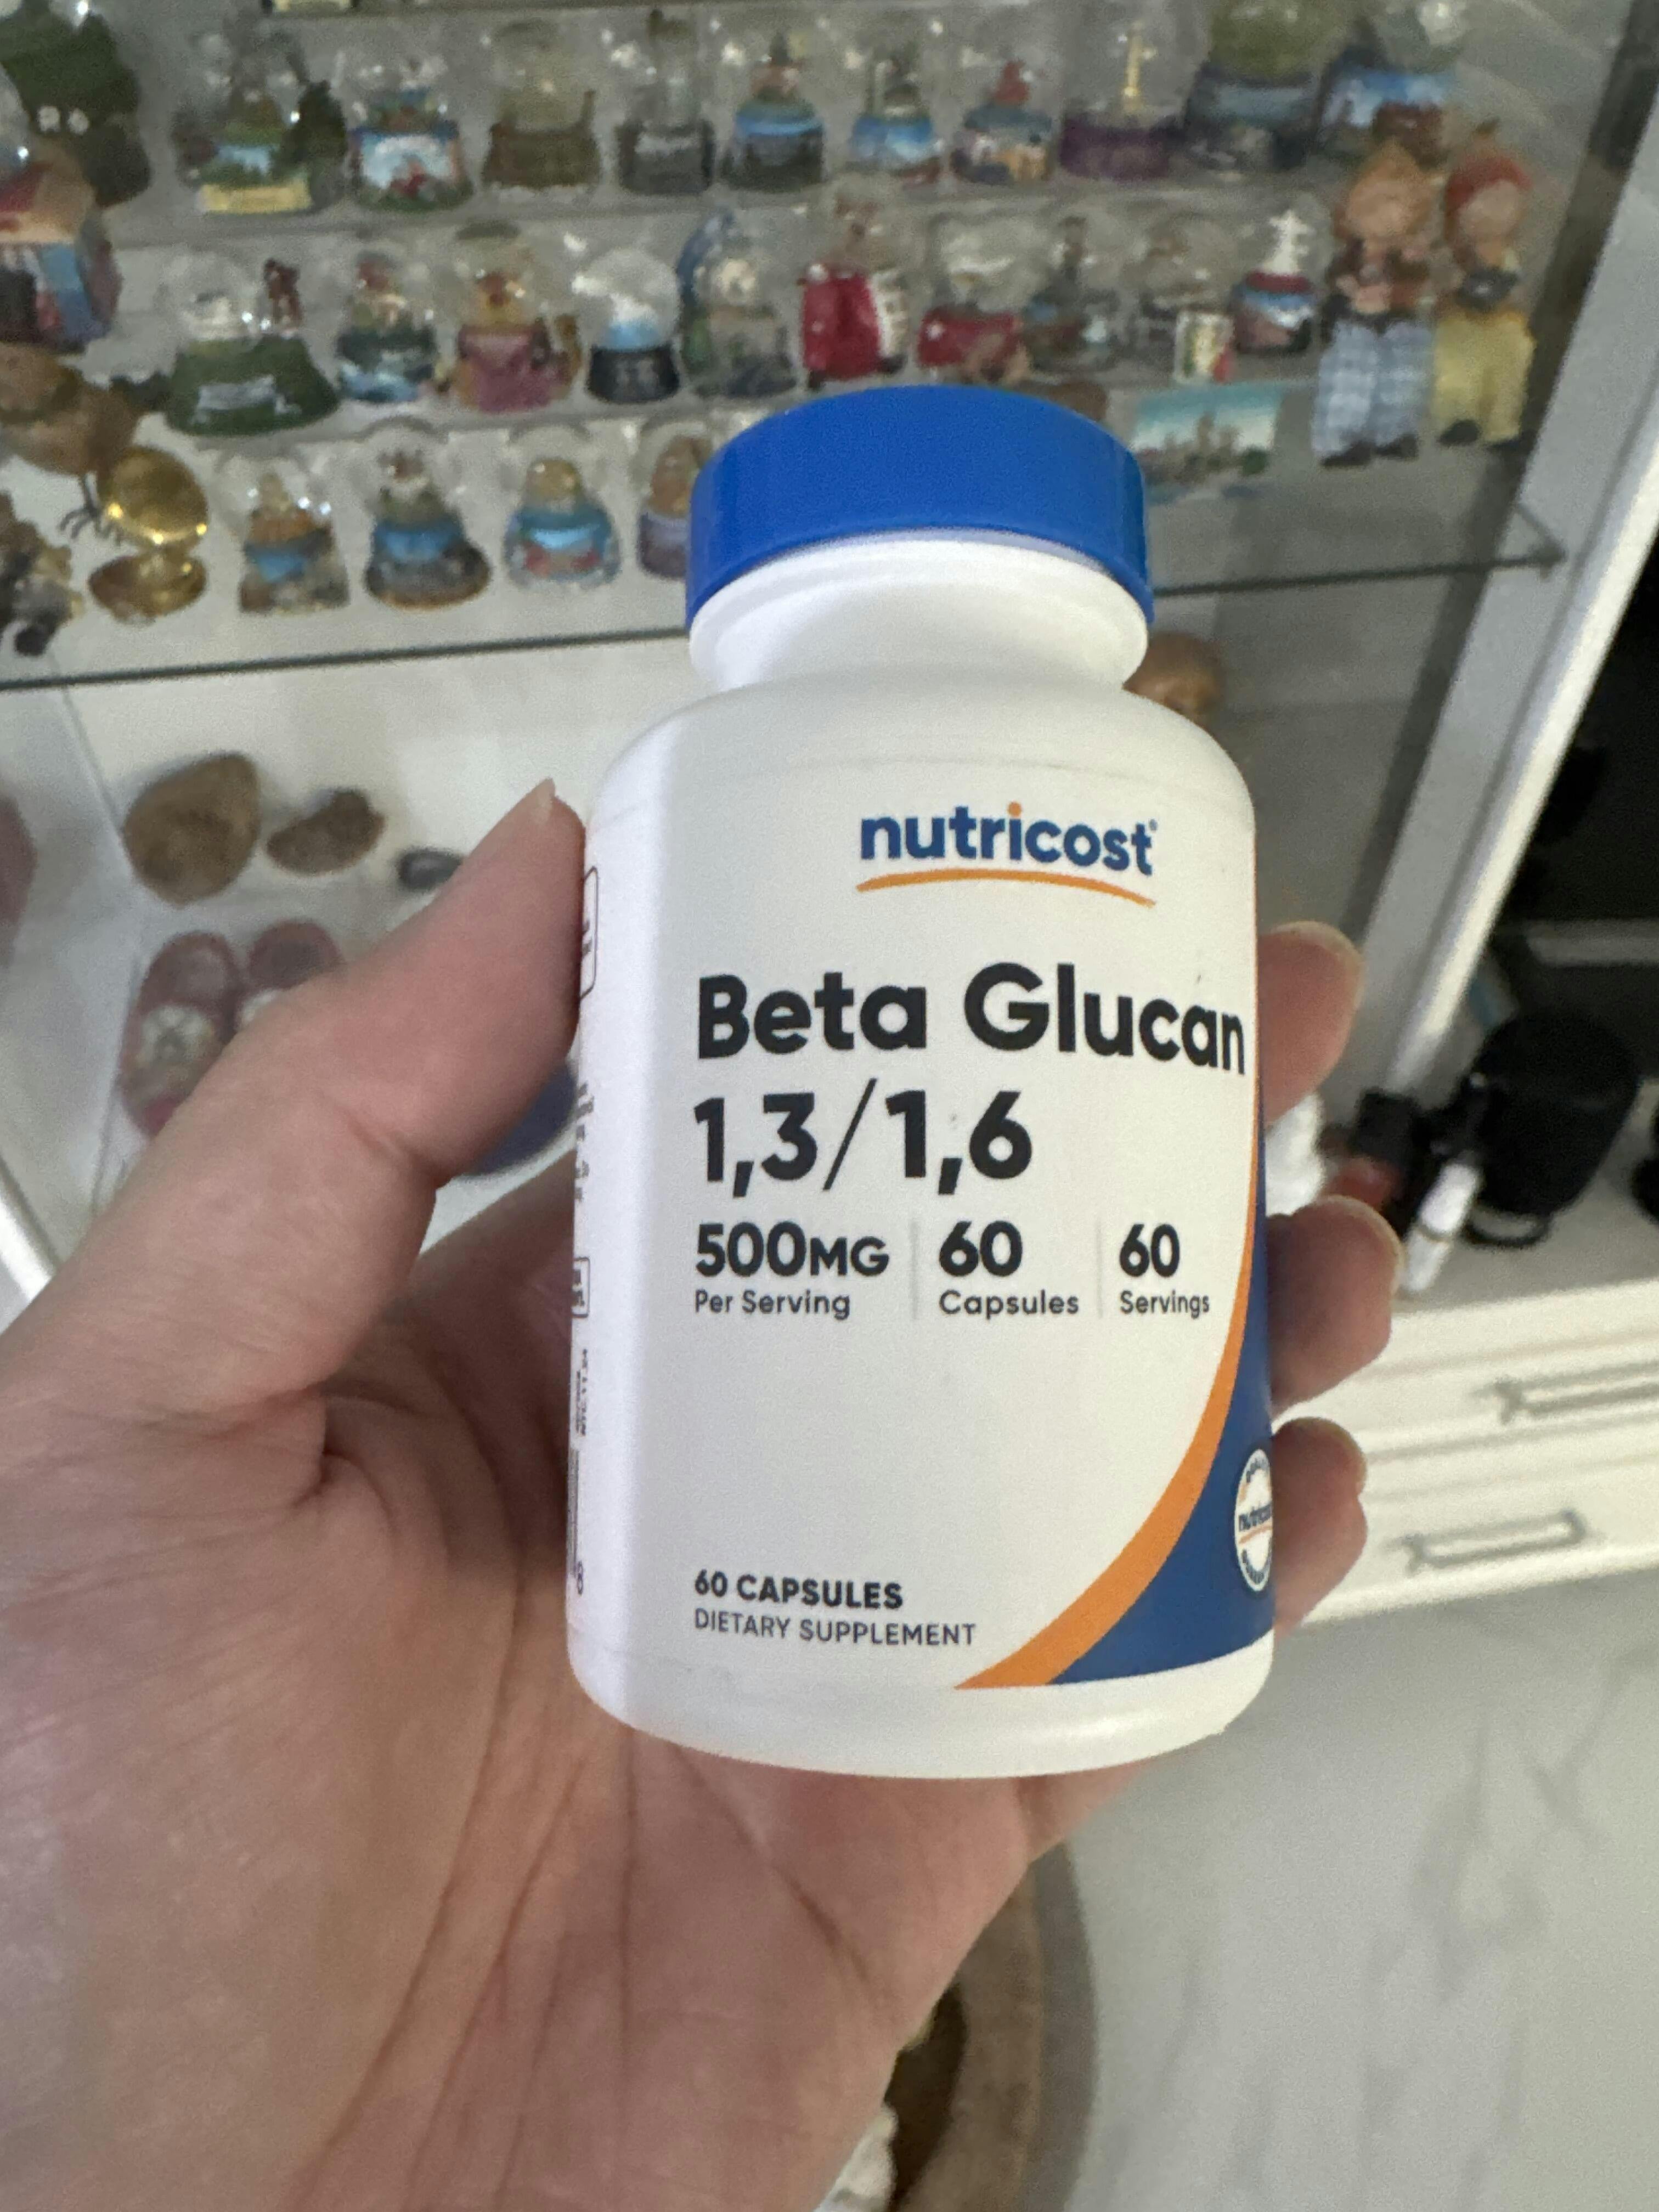 nutricost®
Beta Glucan
1,3/1,6
500MG 60 60
Per Serving Capsules Servings
60 CAPSULES
DIETARY SUPPLEMENT